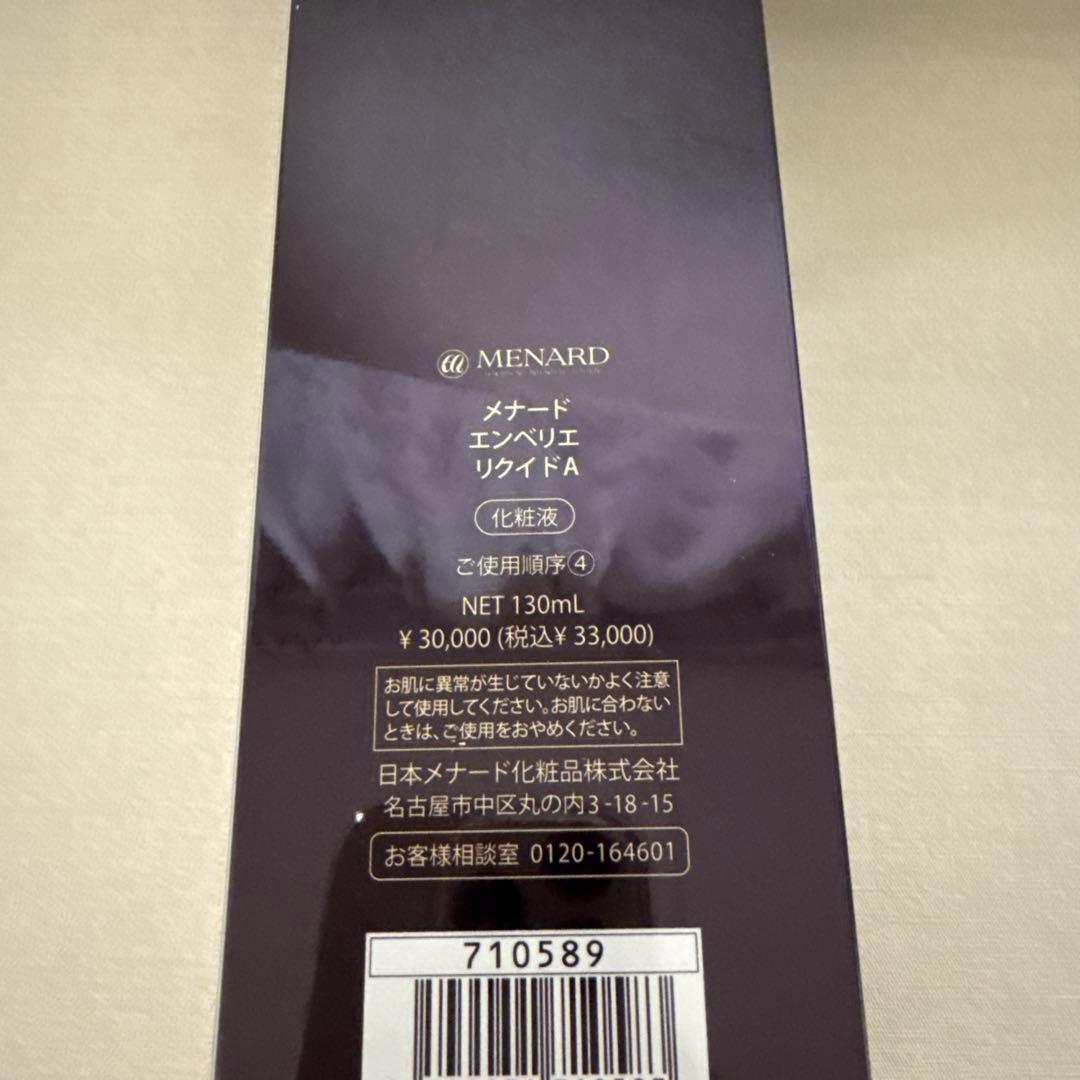 MENARD
メナード
エンベリエ
リクイドA
化粧液
ご使用順序④
NET 130mL
¥ 30,000 (税込¥ 33,000)
お肌に異常が生じていないかよく注意
して使用してください。お肌に合わない
ときは、ご使用をおやめください。
日本メナード化粧品株式会社
名古屋市中区丸の内3-18-15
お客様相談室 0120-164601
710589